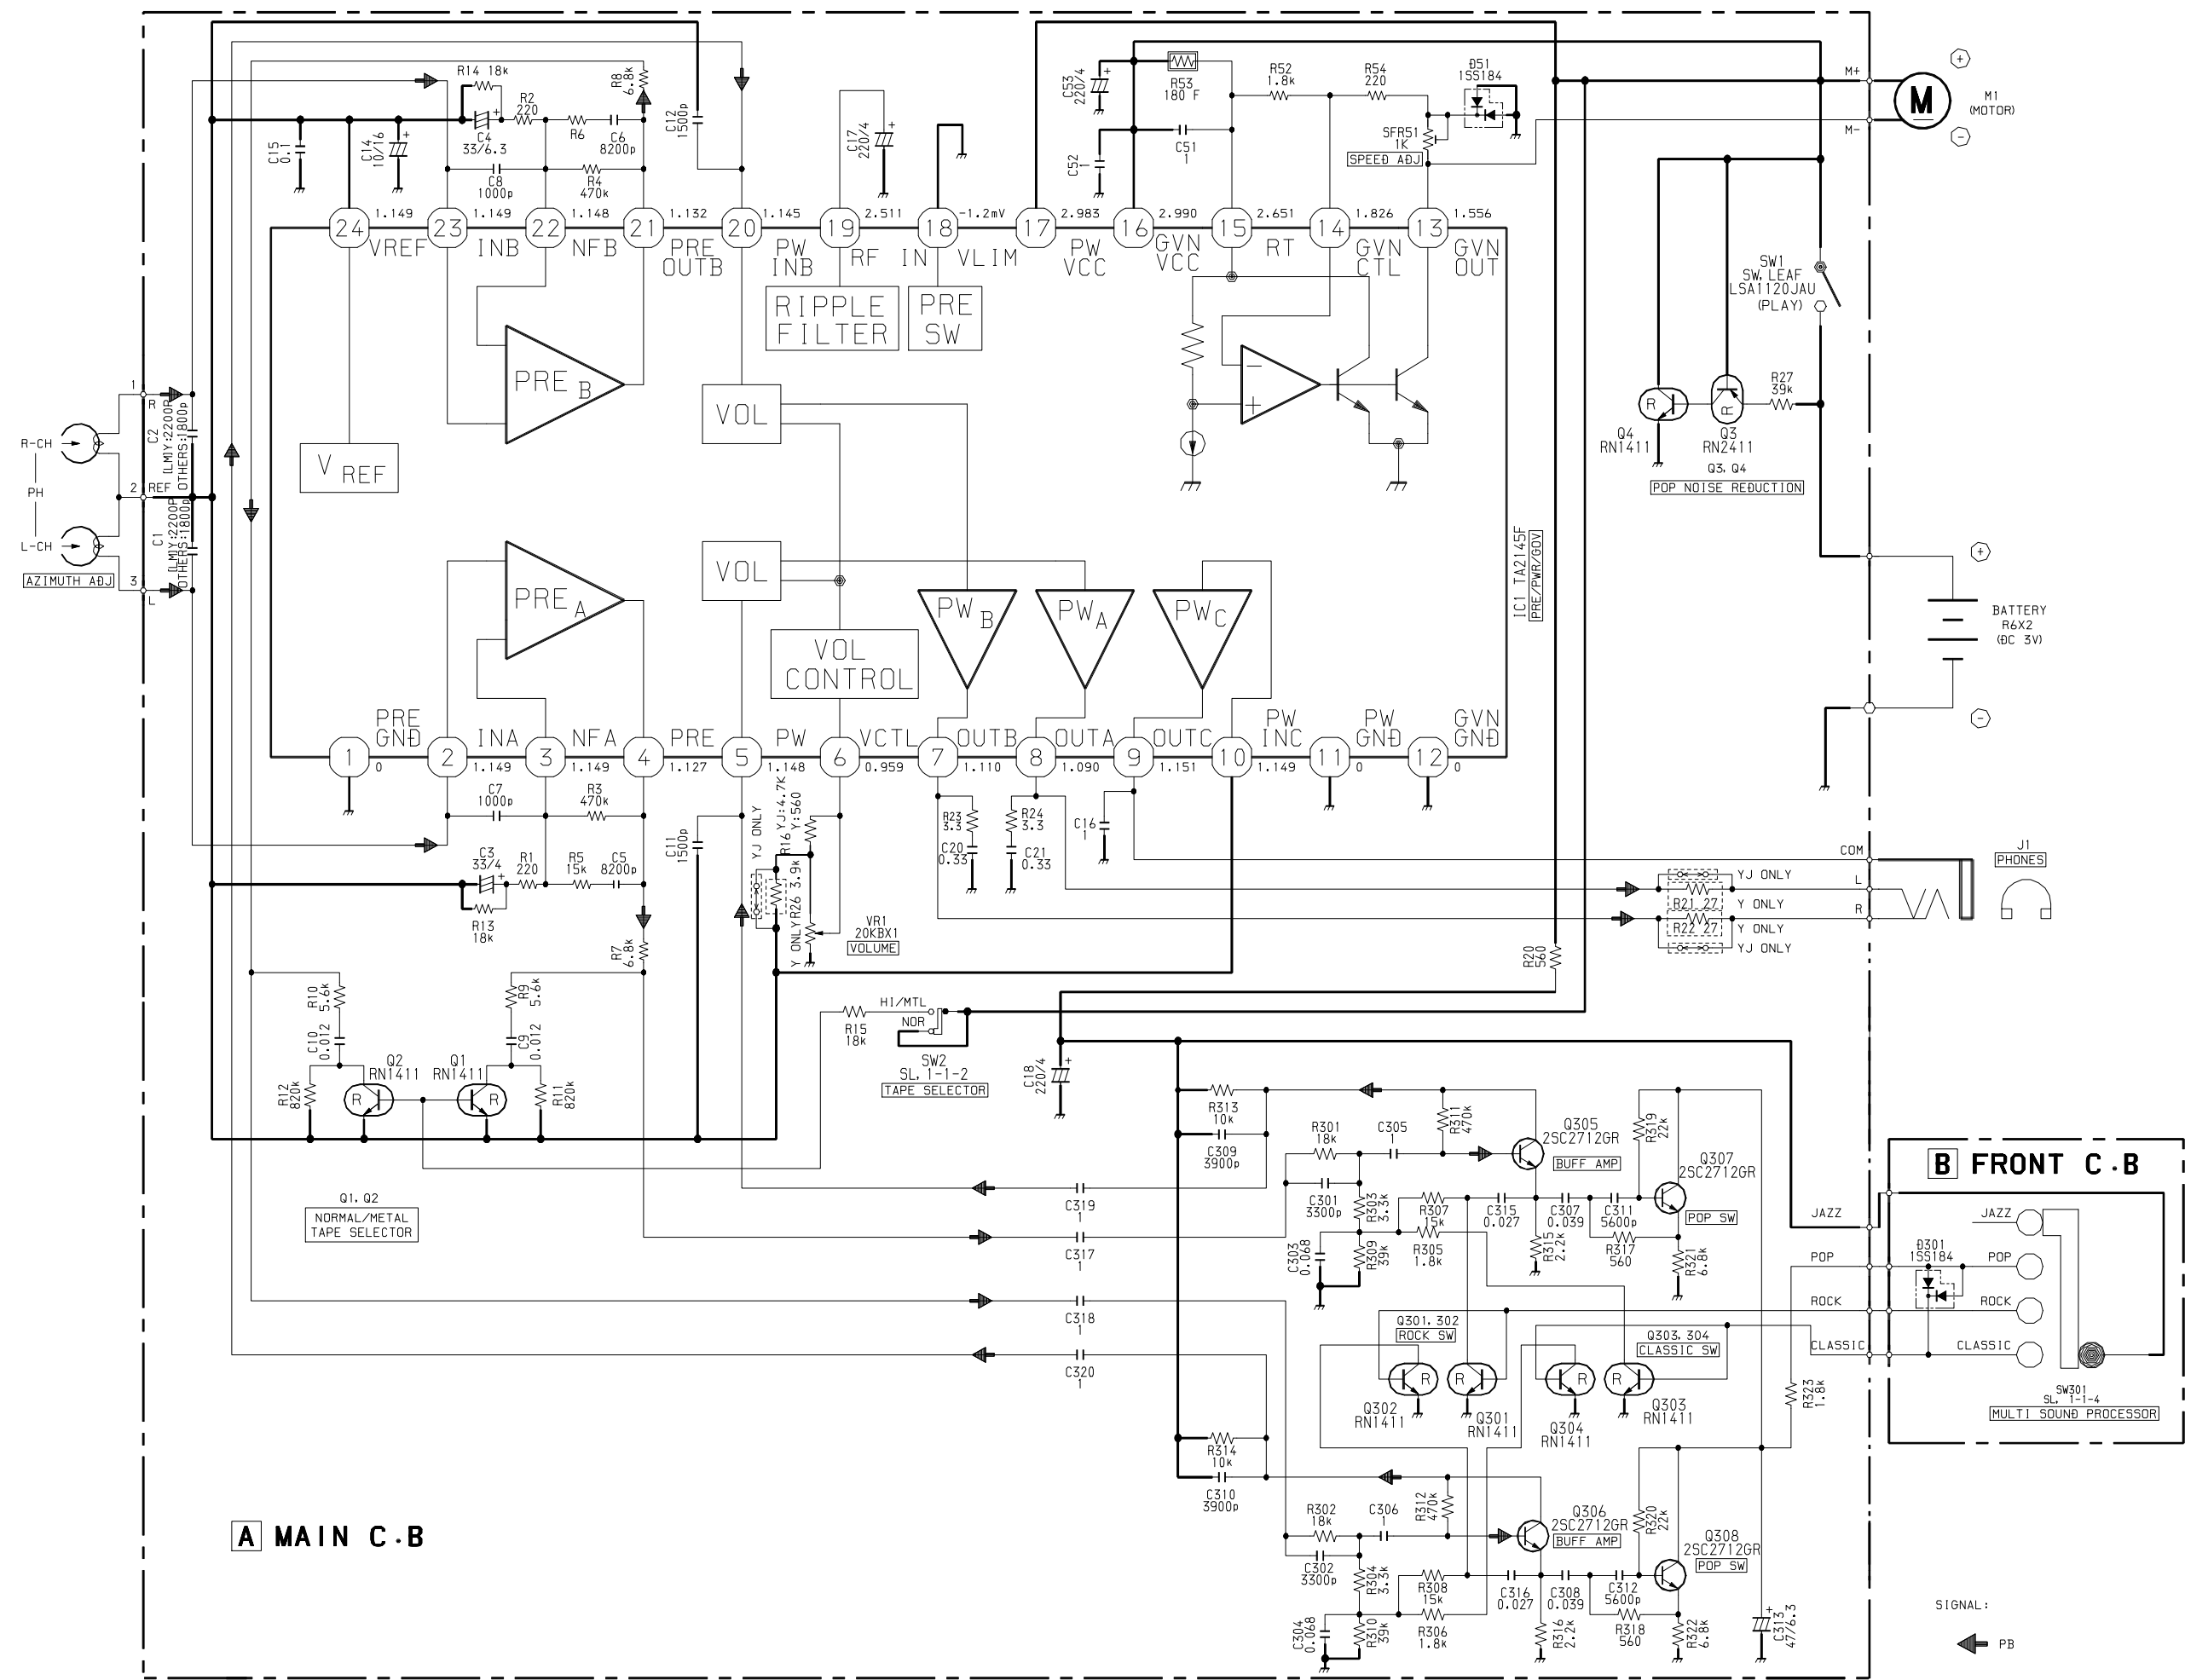 R14 18k
R2
220
R8
6.8k
C12
1500p
C15
0.1
C14
10/16
C4
33/6.3
R6
C6
8200p
C8
1000p
R4
470k
C17
220/4
C53
220/4
R53
180 F
R52
1.8k
R54
220
D51
1SS184
C52
1
C51
1
SFR51
1K
SPEED ADJ
M+
M-
M
M1
(MOTOR)
+
-
24
1.149
23
1.149
22
1.148
21
1.132
20
1.145
19
2.511
18
-1.2mV
17
2.983
16
2.990
15
2.651
14
1.826
13
1.556
VREF
INB
NFB
PRE
OUTB
PW
INB
RF
IN
VLIM
PW
VCC
GVN
VCC
RT
GVN
CTL
GVN
OUT
RIPPLE
FILTER
PRE
SW
PRE B
VOL
V REF
PRE A
VOL
VOL
CONTROL
PW B
PW A
PW C
IC1 TA2145F
PRE/PWR/GOV
SW1
SW, LEAF
LSA1120JAU
(PLAY)
R27
39k
R
R
Q4
RN1411
Q3
RN2411
Q3, Q4
POP NOISE REDUCTION
+
BATTERY
R6X2
(DC 3V)
-
1
R
R-CH
PH
2 REF
L-CH
3
L
AZIMUTH ADJ
C2
[LM]Y:2200P
OTHERS:1800p
C1
[LM]Y:2200P
OTHERS:1800p
PRE
GND
INA
NFA
PRE
PW
VCTL
OUTB
OUTA
OUTC
PW
INC
PW
GND
GVN
GND
1
0
2
1.149
3
1.149
4
1.127
5
1.148
6
0.959
7
1.110
8
1.090
9
1.151
10
1.149
11
0
12
0
C7
1000p
R3
470k
C3
33/4
R1
220
R5
15k
C5
8200p
R13
18k
R7
6.8k
C11
1500p
YJ ONLY
R16 YJ:4.7K
Y:560
Y ONLY R26 3.9k
VR1
20KBX1
VOLUME
R23
3.3
C20
0.33
R24
3.3
C21
0.33
C16
1
COM
L
R
J1
PHONES
YJ ONLY
R21 27
Y ONLY
R22 27
Y ONLY
YJ ONLY
R20
560
R10
5.6k
C10
0.012
R9
5.6k
C9
0.012
Q2
RN1411
Q1
RN1411
R
R
R12
820k
R11
820k
R15
18k
HI/MTL
NOR
SW2
SL, 1-1-2
TAPE SELECTOR
C18
220/4
Q1, Q2
NORMAL/METAL
TAPE SELECTOR
C319
1
C317
1
C318
1
C320
1
R313
10k
C309
3900p
R301
18k
C305
1
R311
470k
Q305
2SC2712GR
BUFF AMP
R319
22k
Q307
2SC2712GR
POP SW
C301
3300p
R303
3.3k
R307
15k
C315
0.027
C307
0.039
C311
5600p
C303
0.068
R309
39k
R305
1.8k
R315
2.2k
R317
560
R321
6.8k
Q301, 302
ROCK SW
Q303, 304
CLASSIC SW
R
R
R
R
Q302
RN1411
Q301
RN1411
Q304
RN1411
Q303
RN1411
R323
1.8k
JAZZ
POP
ROCK
CLASSIC
B FRONT C.B
JAZZ
D301
1SS184
POP
ROCK
CLASSIC
SW301
SL, 1-1-4
MULTI SOUND PROCESSOR
R314
10k
C310
3900p
R302
18k
C306
1
R312
470k
Q306
2SC2712GR
BUFF AMP
R320
22k
Q308
2SC2712GR
POP SW
C302
3300p
R304
3.3k
R308
15k
C316
0.027
C308
0.039
C312
5600p
C304
0.068
R310
39k
R306
1.8k
R316
2.2k
R318
560
R322
6.8k
C313
47/6.3
A MAIN C.B
SIGNAL:
PB